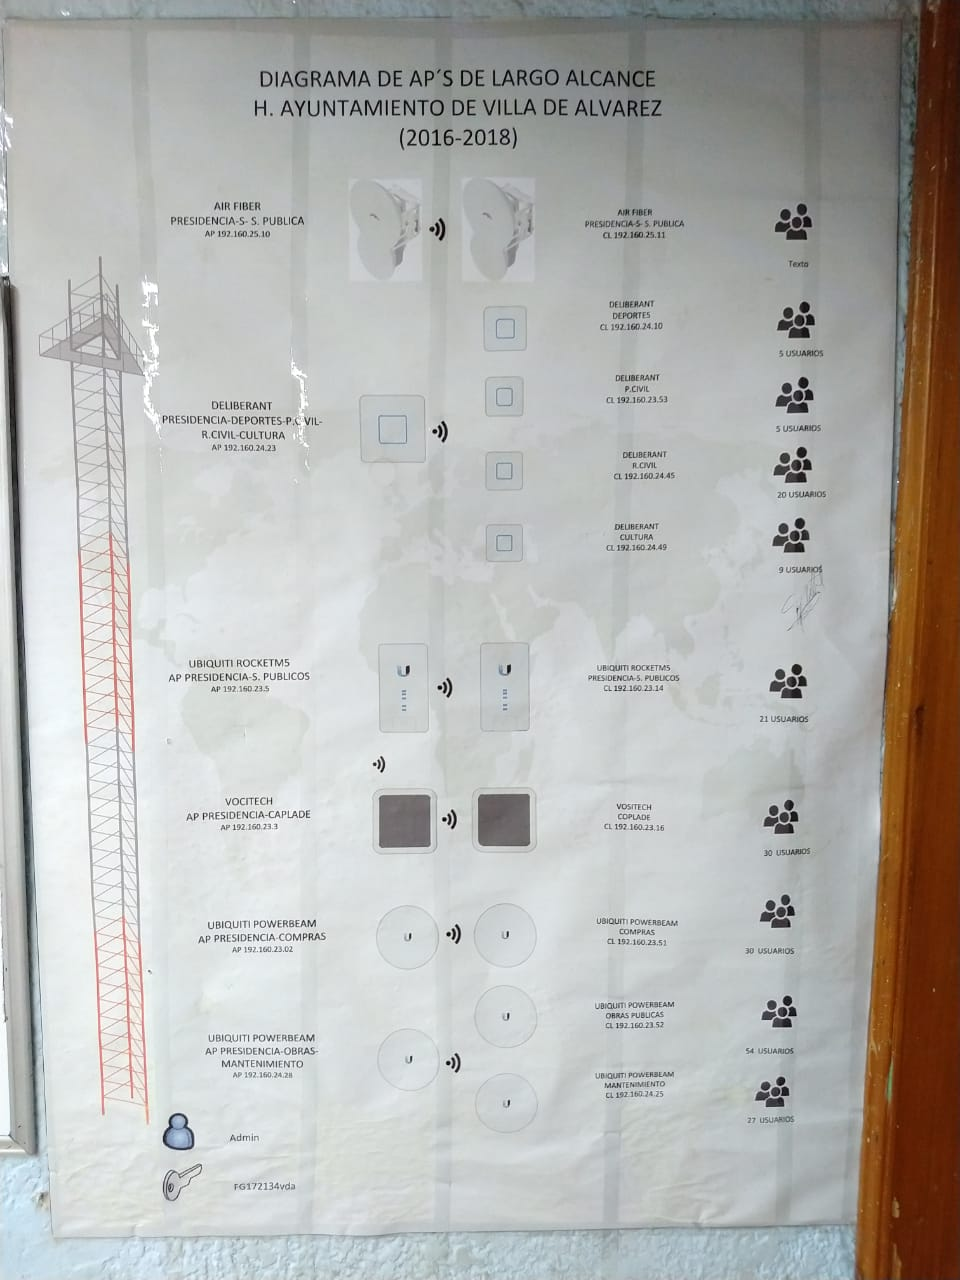 DIAGRAMA DE AP´S DE LARGO ALCANCE
H. AYUNTAMIENTO DE VILLA DE ALVAREZ
(2016-2018)
AIR FIBER
PRESIDENCIA-S- S. PUBLICA
AP 192.160.25.10
AIR FIBER
PRESIDENCIA-S- S. PUBLICA
CL 192.160.25.11
Texto
DELIBERANT
PRESIDENCIA-DEPORTES-P.CIVIL-
R.CIVIL-CULTURA
AP 192.160.24.23
DELIBERANT
DEPORTES
CL 192.160.24.10
5 USUARIOS
DELIBERANT
P.CIVIL
CL 192.160.23.53
5 USUARIOS
DELIBERANT
R.CIVIL
CL 192.160.24.45
20 USUARIOS
DELIBERANT
CULTURA
CL 192.160.24.49
9 USUARIOS
UBIQUITI ROCKETM5
AP PRESIDENCIA-S. PUBLICOS
AP 192.160.23.5
UBIQUITI ROCKETM5
PRESIDENCIA-S. PUBLICOS
CL 192.160.23.14
21 USUARIOS
VOCITECH
AP PRESIDENCIA-CAPLADE
AP 192.160.23.3
VOSITECH
COPLADE
CL 192.160.23.16
30 USUARIOS
UBIQUITI POWERBEAM
AP PRESIDENCIA-COMPRAS
AP 192.160.23.02
UBIQUITI POWERBEAM
COMPRAS
CL 192.160.23.51
30 USUARIOS
UBIQUITI POWERBEAM
AP PRESIDENCIA-OBRAS-
MANTENIMIENTO
AP 192.160.24.28
UBIQUITI POWERBEAM
OBRAS PUBLICAS
CL 192.160.23.52
54 USUARIOS
UBIQUITI POWERBEAM
MANTENIMIENTO
CL 192.160.24.25
27 USUARIOS
Admin
FG172134vda